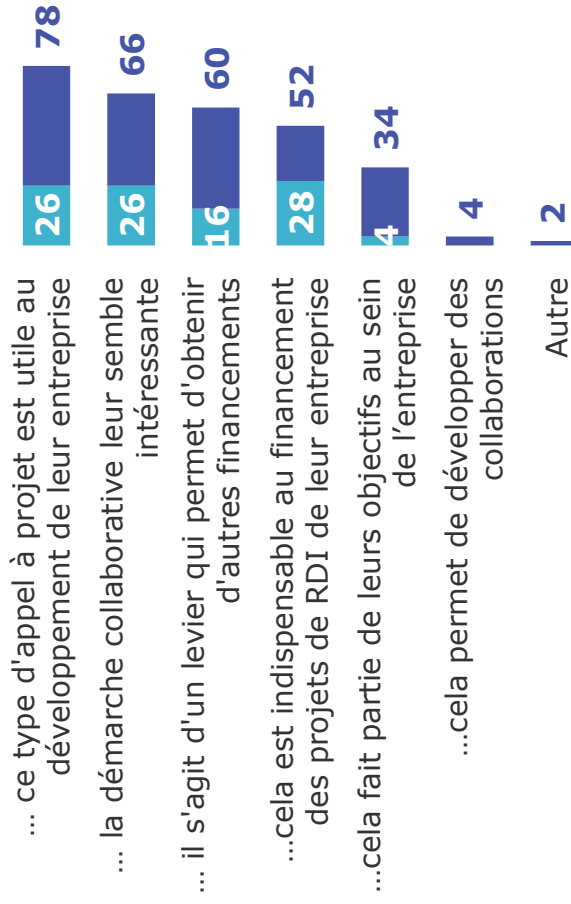 ... ce type d'appel à projet est utile au
développement de leur entreprise
26
78
... la démarche collaborative leur semble
intéressante
26
66
... il s'agit d'un levier qui permet d'obtenir
d'autres financements
16
60
...cela est indispensable au financement
des projets de RDI de leur entreprise
28
52
...cela fait partie de leurs objectifs au sein
de l’entreprise
4
34
...cela permet de développer des
collaborations
4
Autre
2